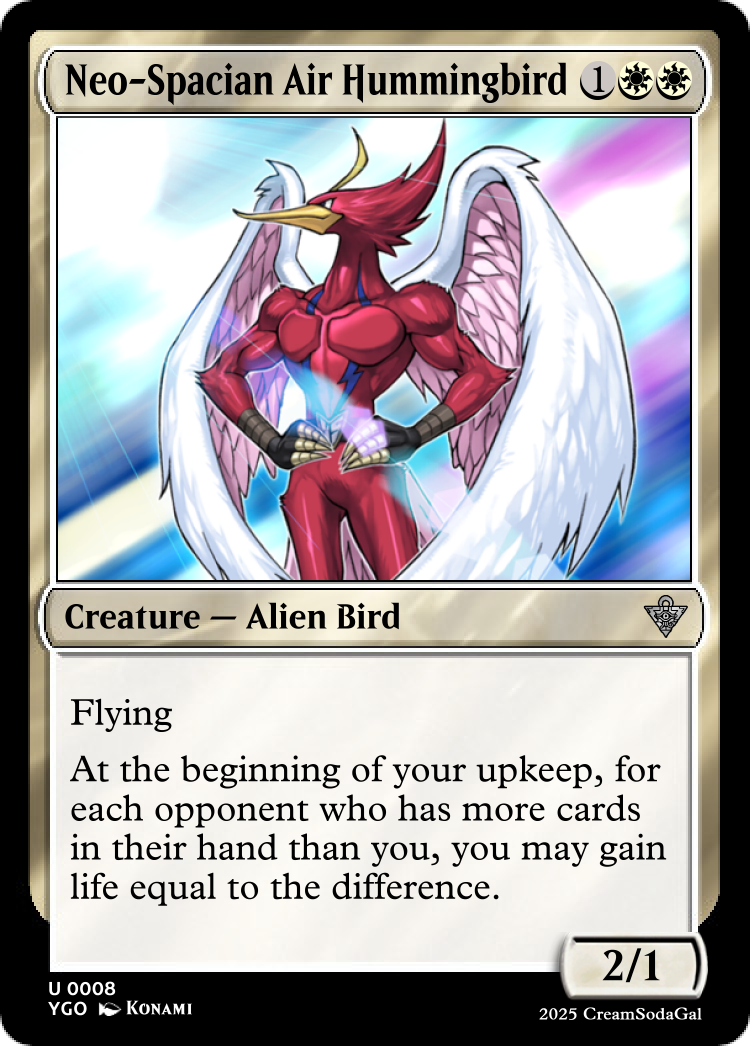 Neo-Spacian Air Hummingbird 1
Creature — Alien Bird
Flying
At the beginning of your upkeep, for
each opponent who has more cards
in their hand than you, you may gain
life equal to the difference.
2/1
U 0008
YGO KONAMI
2025 CreamSodaGal